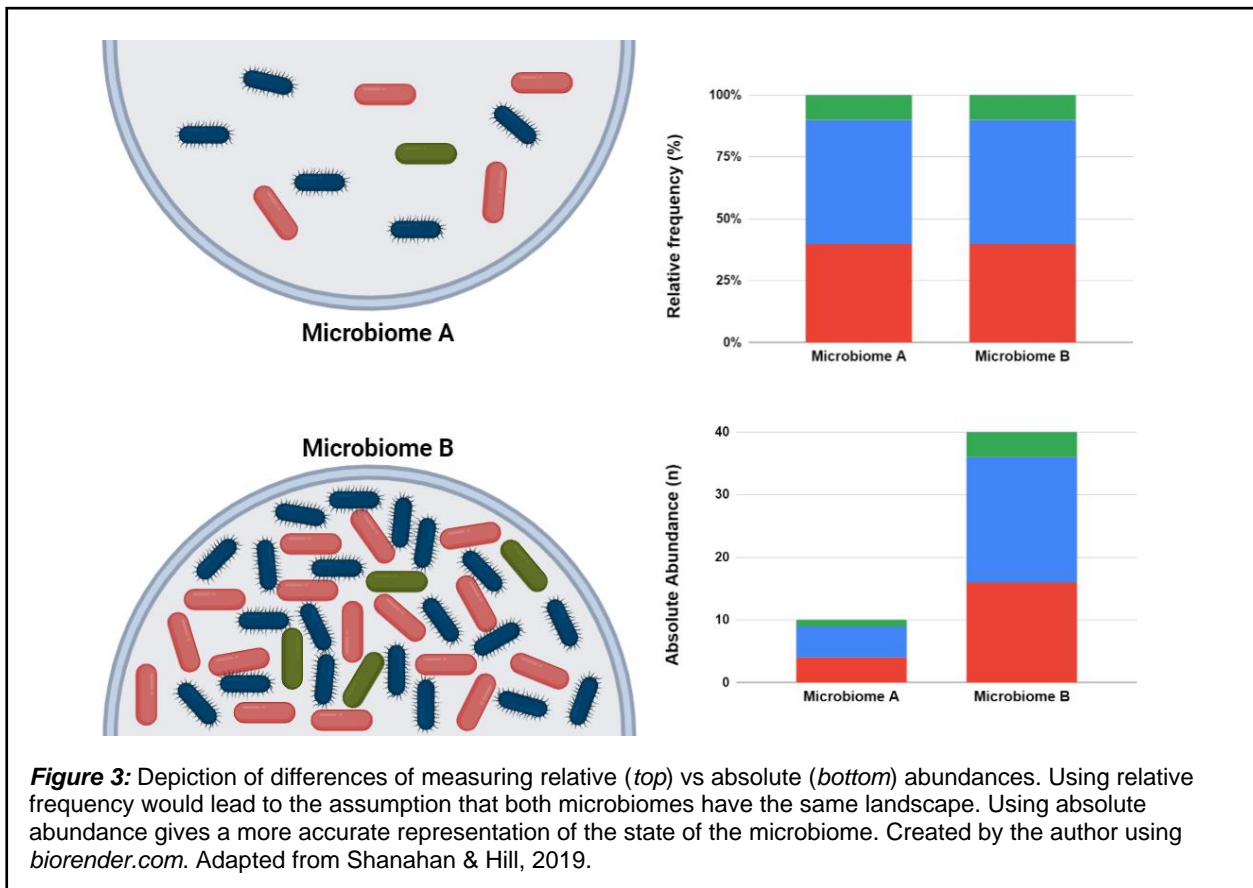 Microbiome A
Relative frequency (%)
100%
75%
50%
25%
0%
Microbiome A
Microbiome B
Microbiome B
Absolute Abundance (n)
40
30
20
10
0
Microbiome A
Microbiome B
Figure 3: Depiction of differences of measuring relative (top) vs absolute (bottom) abundances. Using relative
frequency would lead to the assumption that both microbiomes have the same landscape. Using absolute
abundance gives a more accurate representation of the state of the microbiome. Created by the author using
biorender.com. Adapted from Shanahan & Hill, 2019.